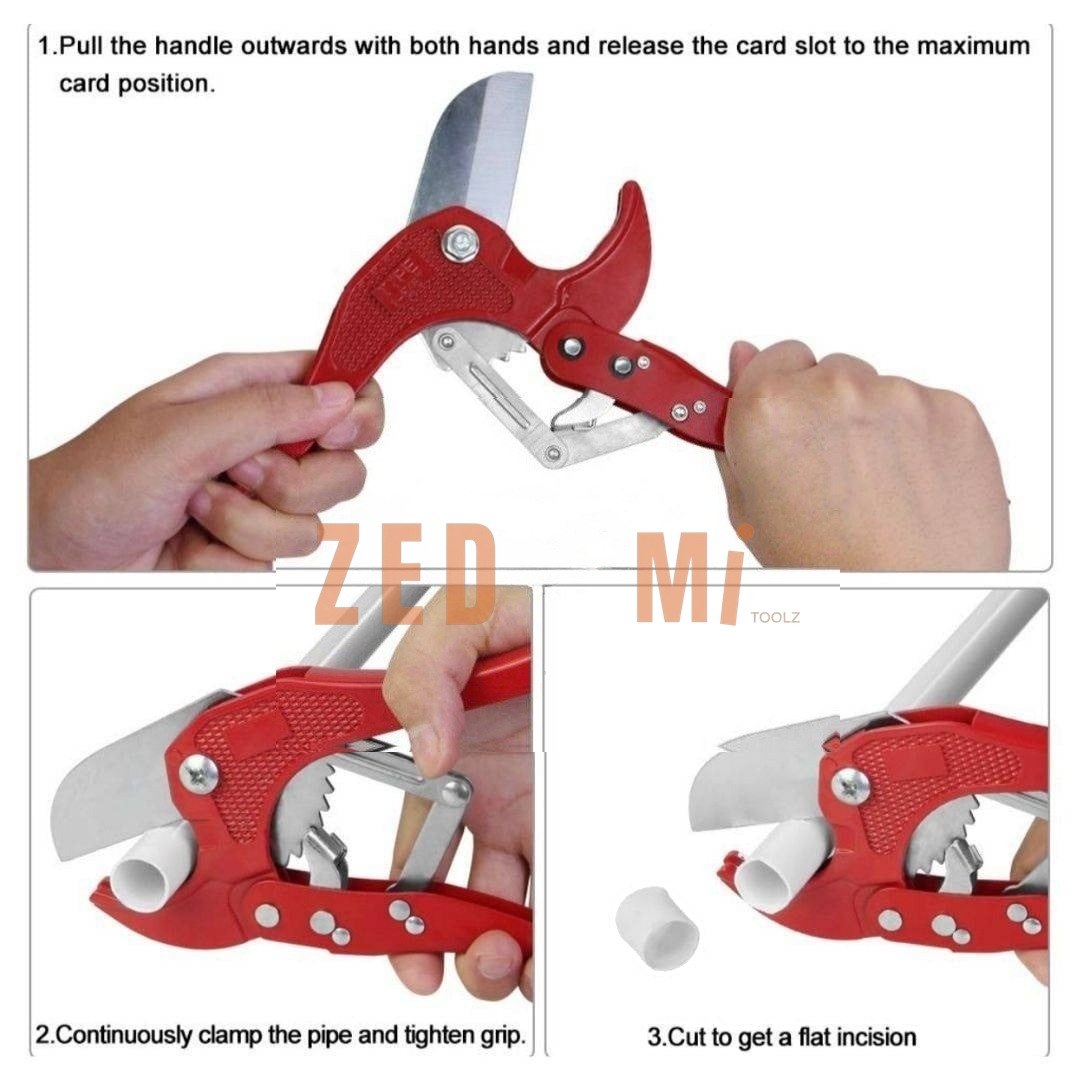 1.Pull the handle outwards with both hands and release the card slot to the maximum
card position.
ZED Mi
TOOLZ
2.Continuously clamp the pipe and tighten grip.
3.Cut to get a flat incision